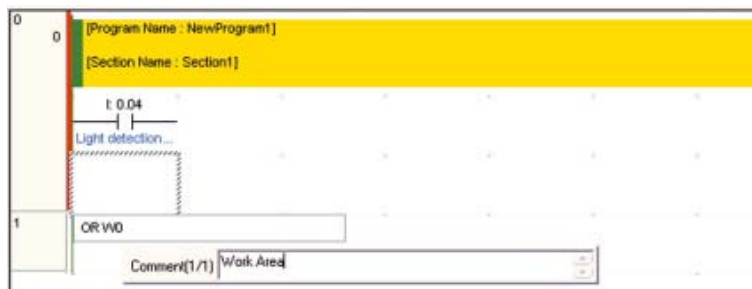 0
0
[Program Name : NewProgram1]
[Section Name : Section1]
I: 0.04
Light detection...
1
OR W0
Comment(1/1) Work Area